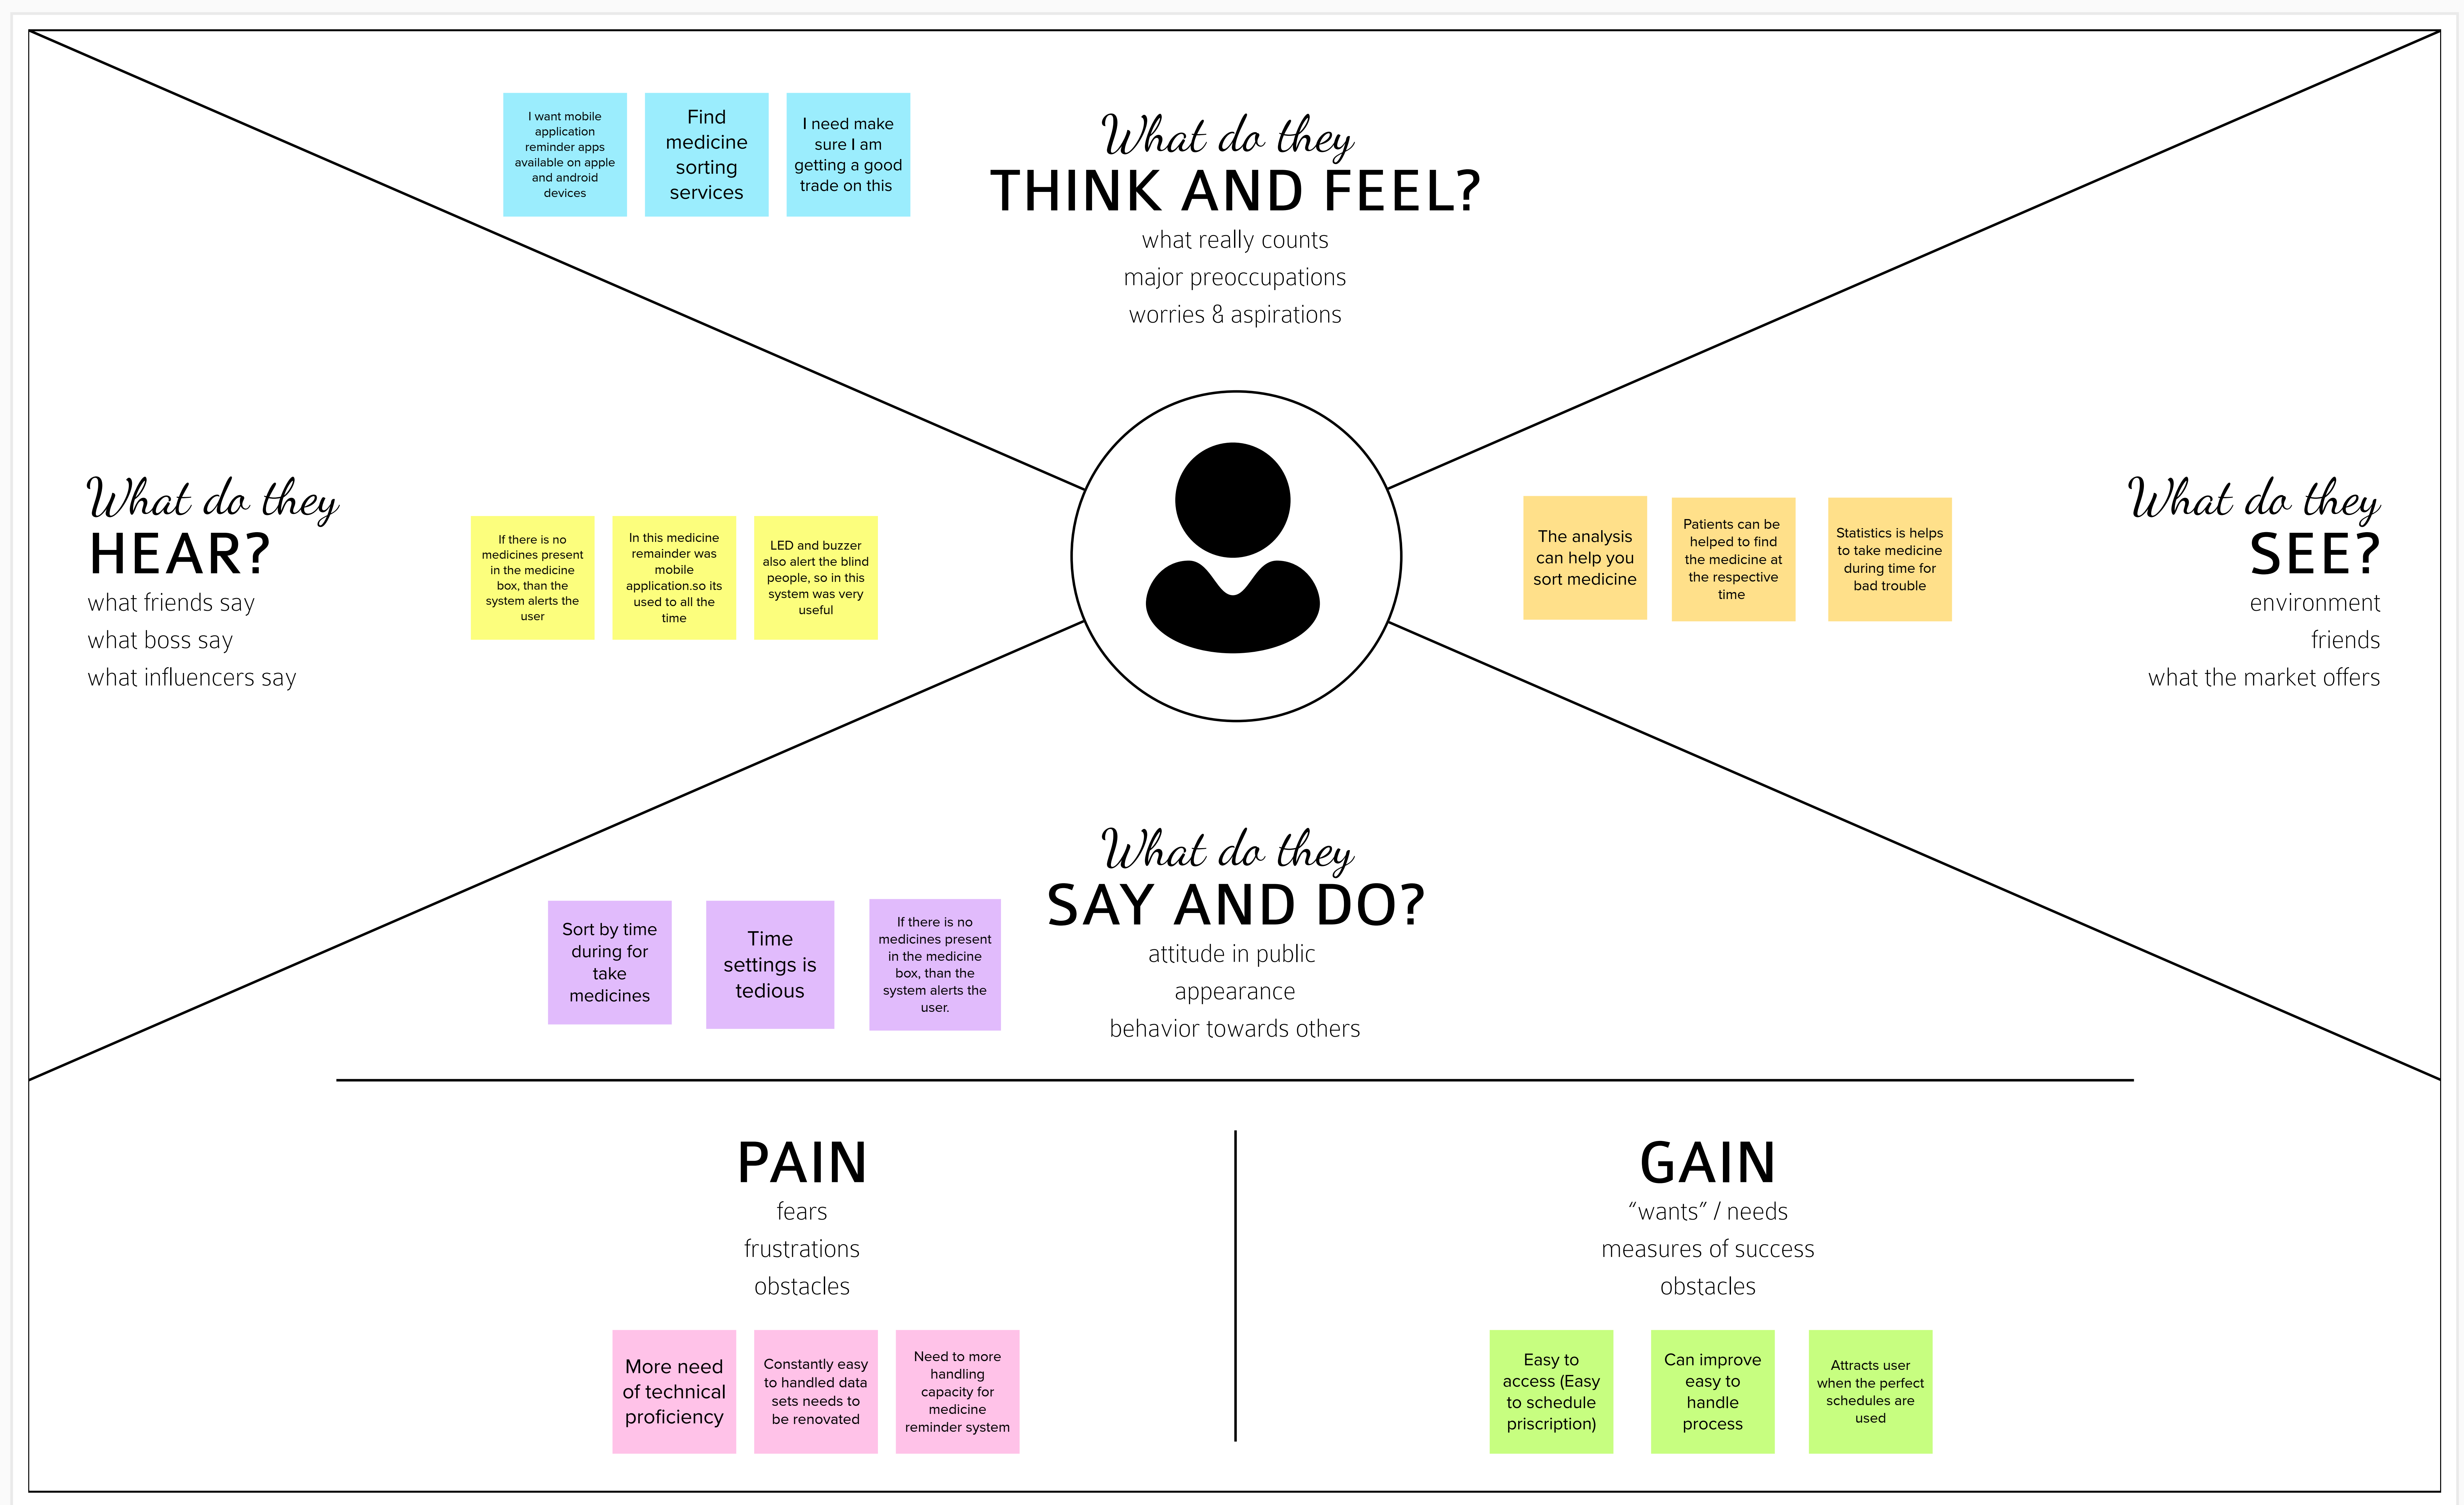 I want mobile
application
reminder apps
available on apple
and android
devices
Find
medicine
sorting
services
I need make
sure I am
getting a good
trade on this
What do they
THINK AND FEEL?
what really counts
major preoccupations
worries & aspirations
What do they
HEAR?
what friends say
what boss say
what influencers say
If there is no
medicines present
in the medicine
box, than the
system alerts the
user
In this medicine
remainder was
mobile
application.so its
used to all the
time
LED and buzzer
also alert the blind
people, so in this
system was very
useful
The analysis
can help you
sort medicine
Patients can be
helped to find
the medicine at
the respective
time
Statistics is helps
to take medicine
during time for
bad trouble
What do they
SEE?
environment
friends
what the market offers
What do they
SAY AND DO?
attitude in public
appearance
behavior towards others
Sort by time
during for
take
medicines
Time
settings is
tedious
If there is no
medicines present
in the medicine
box, than the
system alerts the
user.
PAIN
fears
frustrations
obstacles
More need
of technical
proficiency
Constantly easy
to handled data
sets needs to
be renovated
Need to more
handling
capacity for
medicine
reminder system
GAIN
“wants” / needs
measures of success
obstacles
Easy to
access (Easy
to schedule
priscription)
Can improve
easy to
handle
process
Attracts user
when the perfect
schedules are
used